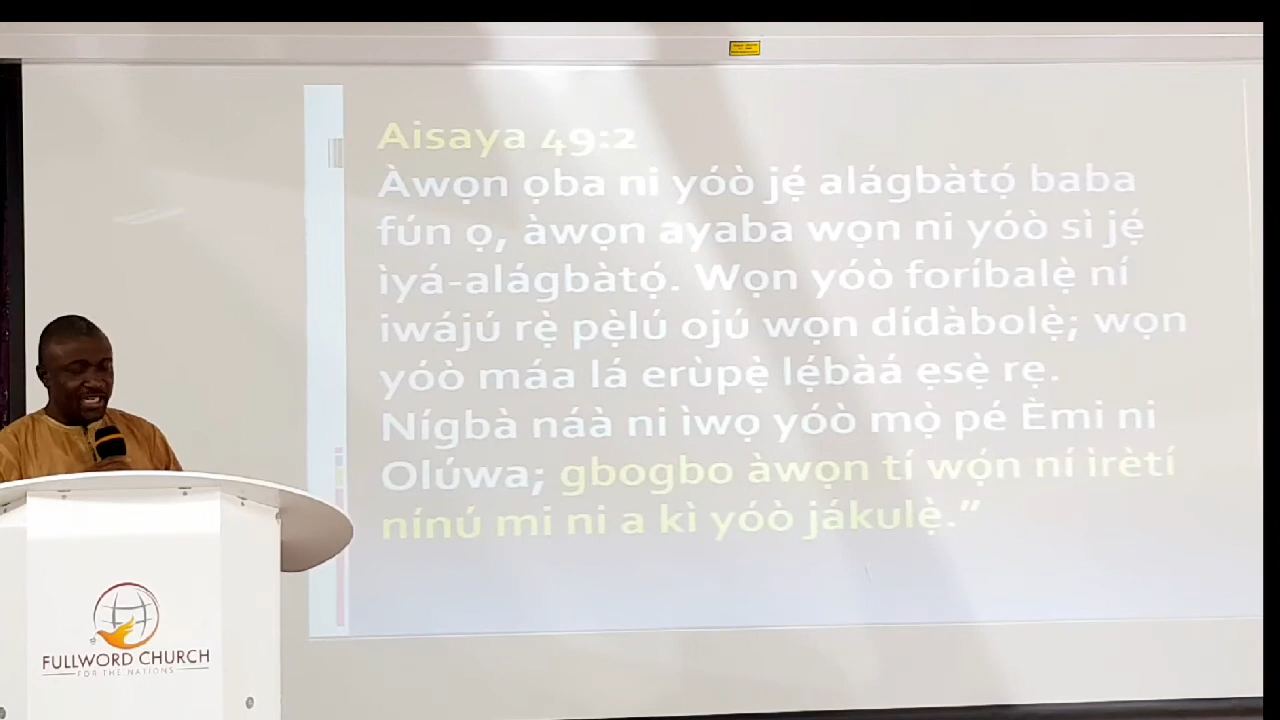 Aisaya 49:2
Àwọn ọba ni yóò jẹ́ alágbàtọ́ baba
fún ọ, àwọn ayaba wọn ni yóò sì jẹ́
ìyá-alágbàtọ́. Wọn yóò foríbalẹ̀ ní
iwájú rẹ̀ pẹ̀lú ojú wọn dídàbolẹ̀; wọn
yóò máa lá erùpẹ̀ lẹ́bàá ẹsẹ̀ rẹ.
Nígbà náà ni ìwọ yóò mọ̀ pé Èmi ni
Olúwa; gbogbo àwọn tí wọ́n ní ìrètí
nínú mi ni a kì yóò jákulẹ̀.”
FULLWORD CHURCH
FOR THE NATIONS